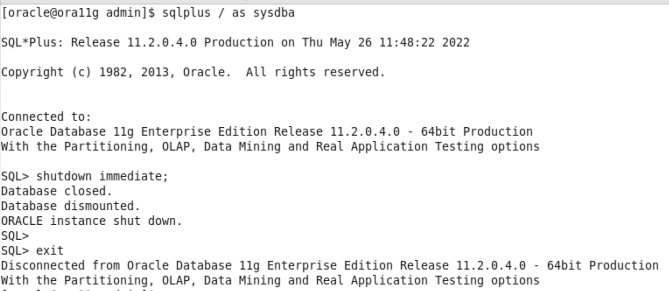 [oracle@ora11g admin]$ sqlplus / as sysdba
SQL*Plus: Release 11.2.0.4.0 Production on Thu May 26 11:48:22 2022
Copyright (c) 1982, 2013, Oracle.  All rights reserved.
Connected to:
Oracle Database 11g Enterprise Edition Release 11.2.0.4.0 - 64bit Production
With the Partitioning, OLAP, Data Mining and Real Application Testing options
SQL> shutdown immediate;
Database closed.
Database dismounted.
ORACLE instance shut down.
SQL>
SQL> exit
Disconnected from Oracle Database 11g Enterprise Edition Release 11.2.0.4.0 - 64bit Production
With the Partitioning, OLAP, Data Mining and Real Application Testing options